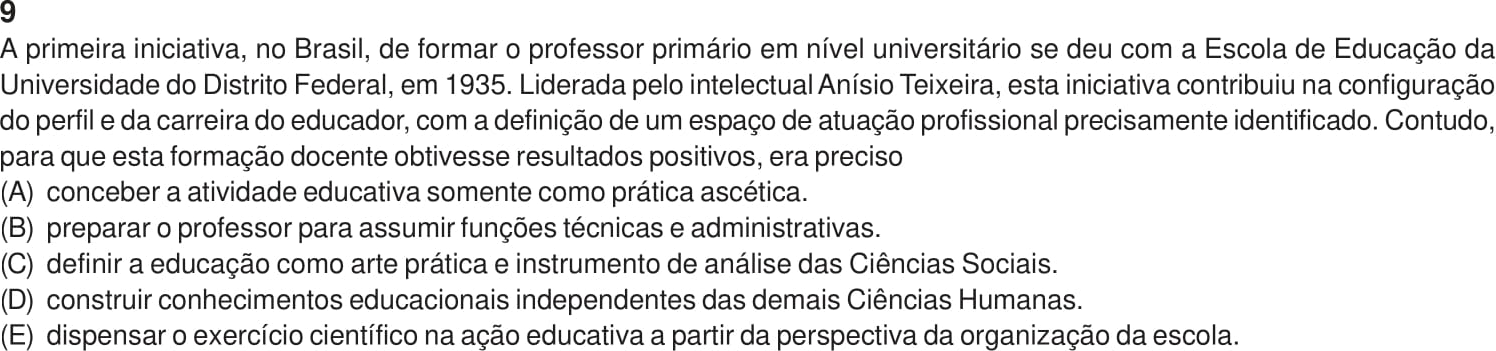 9
A primeira iniciativa, no Brasil, de formar o professor primário em nível universitário se deu com a Escola de Educação da
Universidade do Distrito Federal, em 1935. Liderada pelo intelectual Anísio Teixeira, esta iniciativa contribuiu na configuração
do perfil e da carreira do educador, com a definição de um espaço de atuação profissional precisamente identificado. Contudo,
para que esta formação docente obtivesse resultados positivos, era preciso
(A) conceber a atividade educativa somente como prática ascética.
(B) preparar o professor para assumir funções técnicas e administrativas.
(C) definir a educação como arte prática e instrumento de análise das Ciências Sociais.
(D) construir conhecimentos educacionais independentes das demais Ciências Humanas.
(E) dispensar o exercício científico na ação educativa a partir da perspectiva da organização da escola.